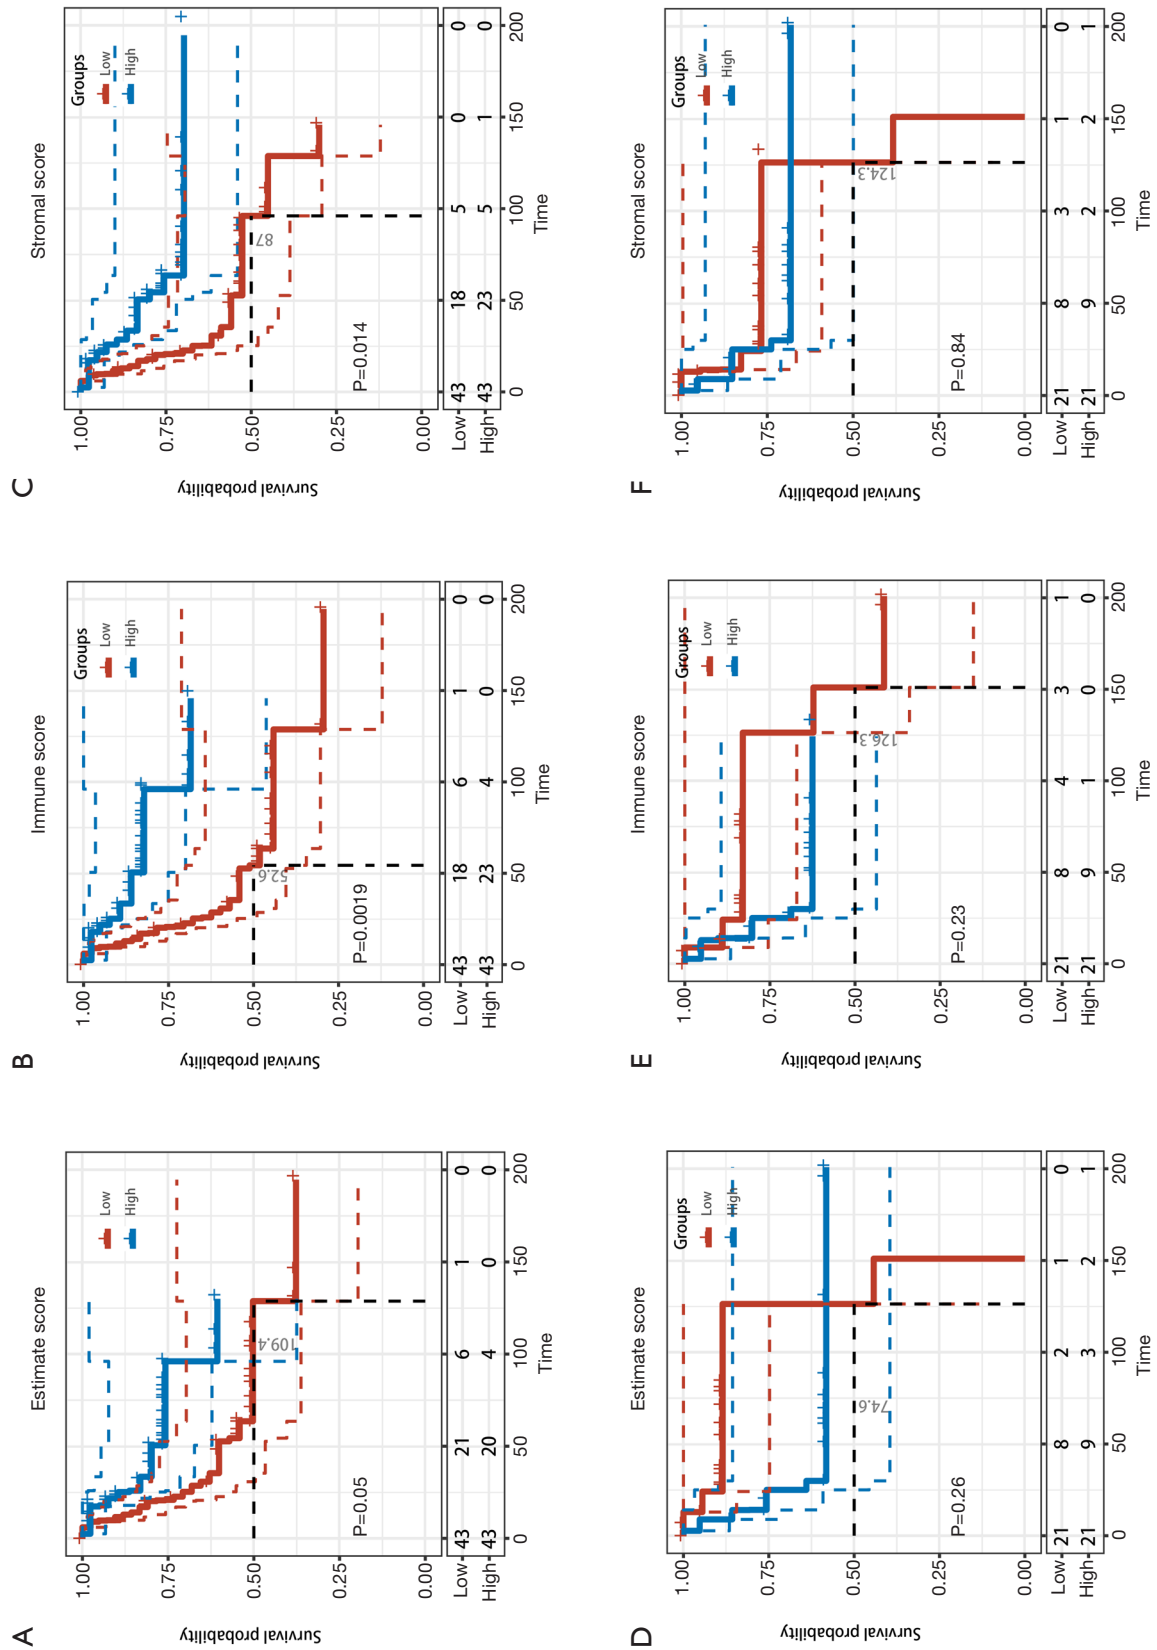 A
Estimate score
Survival probability
1.00
0.75
0.50
0.25
0.00
Groups
Low
High
109.4
P=0.05
Low 43 21 6 1 0
High 43 20 4 0 0
0 50 100 150 200
Time
B
Immune score
Survival probability
1.00
0.75
0.50
0.25
0.00
Groups
Low
High
52.6
P=0.0019
Low 43 18 6 1 0
High 43 23 4 0 0
0 50 100 150 200
Time
C
Stromal score
Survival probability
1.00
0.75
0.50
0.25
0.00
Groups
Low
High
87
P=0.014
Low 43 18 5 0 0
High 43 23 5 1 0
0 50 100 150 200
Time
D
Estimate score
Survival probability
1.00
0.75
0.50
0.25
0.00
Groups
Low
High
74.6
P=0.26
Low 21 8 2 1 0
High 21 9 3 2 1
0 50 100 150 200
Time
E
Immune score
Survival probability
1.00
0.75
0.50
0.25
0.00
Groups
Low
High
126.3
P=0.23
Low 21 8 4 3 1
High 21 9 1 0 0
0 50 100 150 200
Time
F
Stromal score
Survival probability
1.00
0.75
0.50
0.25
0.00
Groups
Low
High
124.3
P=0.84
Low 21 8 3 1 0
High 21 9 2 2 1
0 50 100 150 200
Time